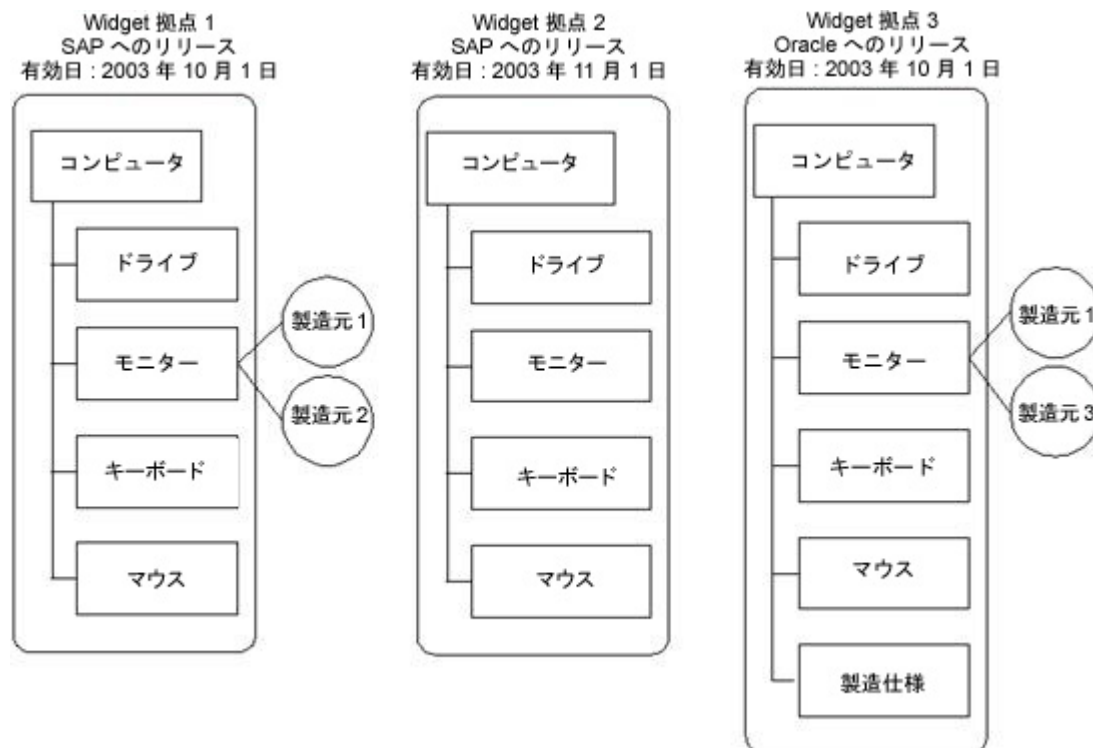 Widget 拠点 1
SAP へのリリース
有効日 : 2003 年 10 月 1 日
コンピュータ
ドライブ
モニター
製造元 1
製造元 2
キーボード
マウス
Widget 拠点 2
SAP へのリリース
有効日 : 2003 年 11 月 1 日
コンピュータ
ドライブ
モニター
キーボード
マウス
Widget 拠点 3
Oracle へのリリース
有効日 : 2003 年 10 月 1 日
コンピュータ
ドライブ
モニター
製造元 1
製造元 3
キーボード
マウス
製造仕様